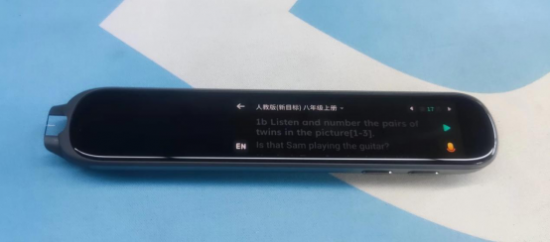 人教版(新目标) 八年级上册
17
1b Listen and number the pairs of
twins in the picture[1-3].
EN
Is that Sam playing the guitar?